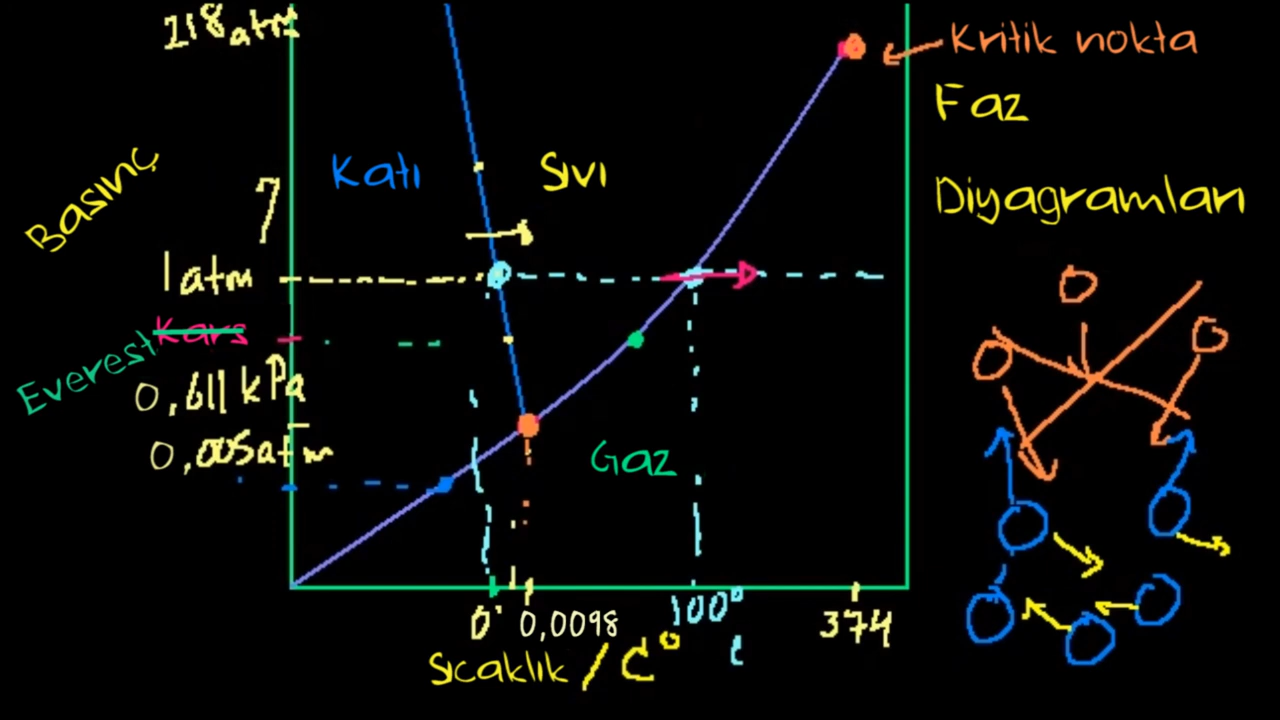 218 atm
Kritik nokta
Faz
Diyagramları
Basınç
Katı
Sıvı
1 atm
Kars
Everest
0,611 kPa
0,005 atm
Gaz
0°
0,0098
100°
C
374
Sıcaklık / C°